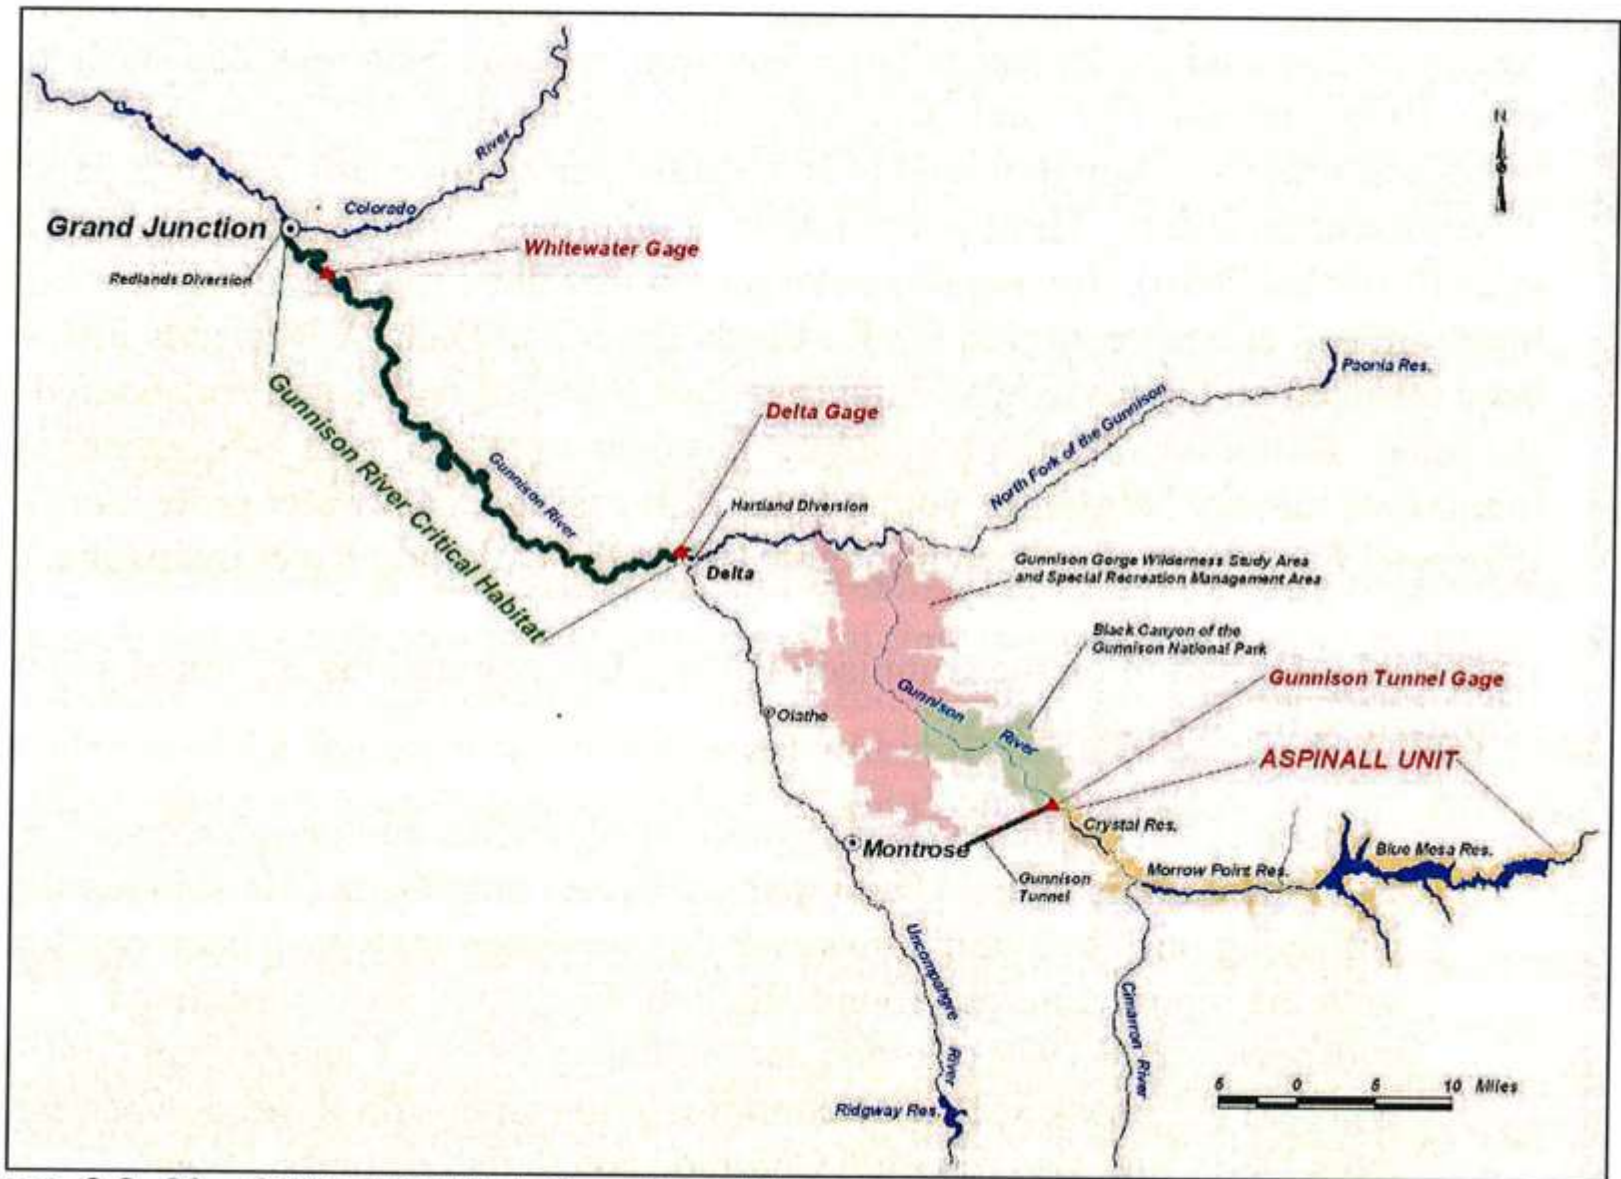 N
River
Colorado
Grand Junction
Whitewater Gage
Redlands Diversion
Paonia Res.
North Fork of the Gunnison
Delta Gage
Gunnison River Critical Habitat
Gunnison River
Hartland Diversion
Delta
Gunnison Gorge Wilderness Study Area
and Special Recreation Management Area
Black Canyon of the
Gunnison National Park
Gunnison Tunnel Gage
Gunnison
River
Olathe
ASPINALL UNIT
Crystal Res.
Montrose
Morrow Point Res.
Blue Mesa Res.
Gunnison
Tunnel
Uncompahgre
River
Cimarron River
Ridgway Res.
5 0 5 10 Miles